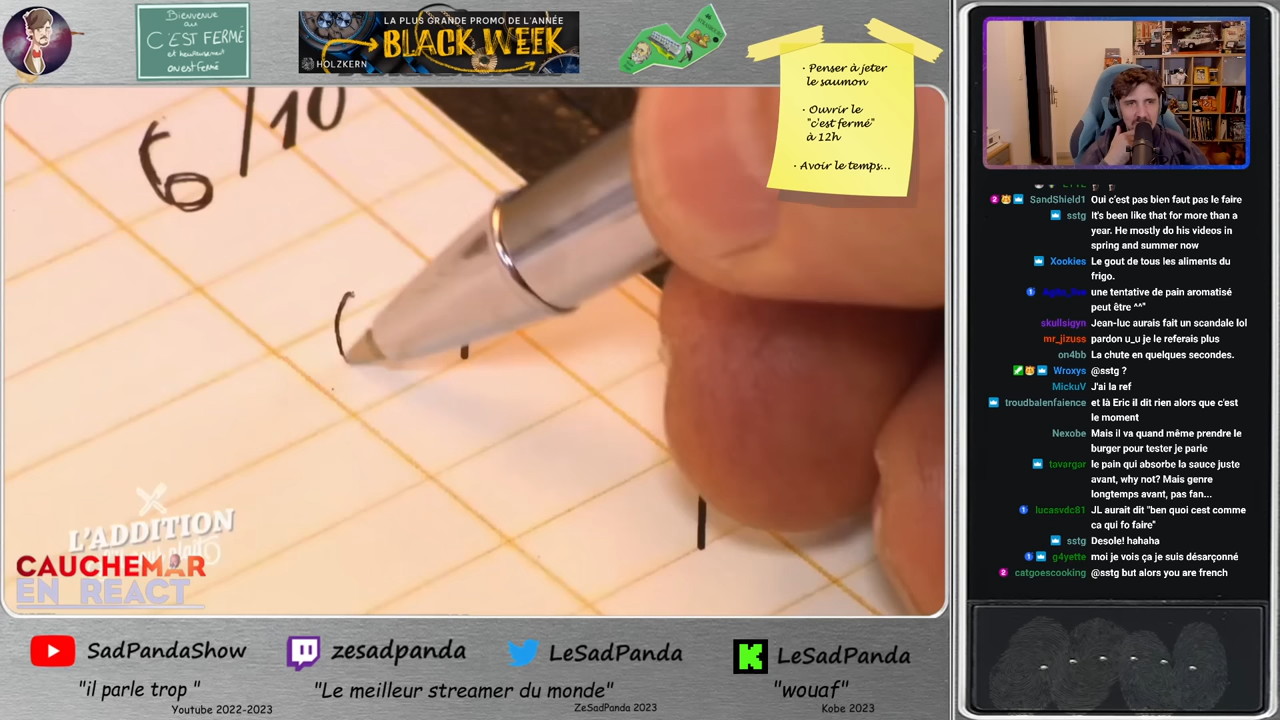 Bienvenue
au
C'EST FERMÉ
et heureusement
on est fermé
LA PLUS GRANDE PROMO DE L'ANNÉE
BLACK WEEK
HOLZKERN
· Penser à jeter
le saumon
· Ouvrir le
"c'est fermé"
à 12h
· Avoir le temps...
6/10
L'ADDITION
CAUCHEMAR
EN REACT
SandShield1 Oui c'est pas bien faut pas le faire
sstg It's been like that for more than a
year. He mostly do his videos in
spring and summer now
Xookies Le gout de tous les aliments du
frigo.
une tentative de pain aromatisé
peut être ^^"
skullsigyn Jean-luc aurais fait un scandale lol
mr_jizuss pardon u_u je le referais plus
on4bb La chute en quelques secondes.
Wroxys @sstg ?
MickuV J'ai la ref
troudbalenfaience et là Eric il dit rien alors que c'est
le moment
Nexobe Mais il va quand même prendre le
burger pour tester je parie
tavargar le pain qui absorbe la sauce juste
avant, why not? Mais genre
longtemps avant, pas fan...
lucasvdc81 JL aurait dit "ben quoi cest comme
ca qui fo faire"
sstg Desole! hahaha
g4yette moi je vois ça je suis désarçonné
catgoescooking @sstg but alors you are french
SadPandaShow
zesadpanda
LeSadPanda
LeSadPanda
"il parle trop "
Youtube 2022-2023
"Le meilleur streamer du monde"
ZeSadPanda 2023
"wouaf"
Kobe 2023